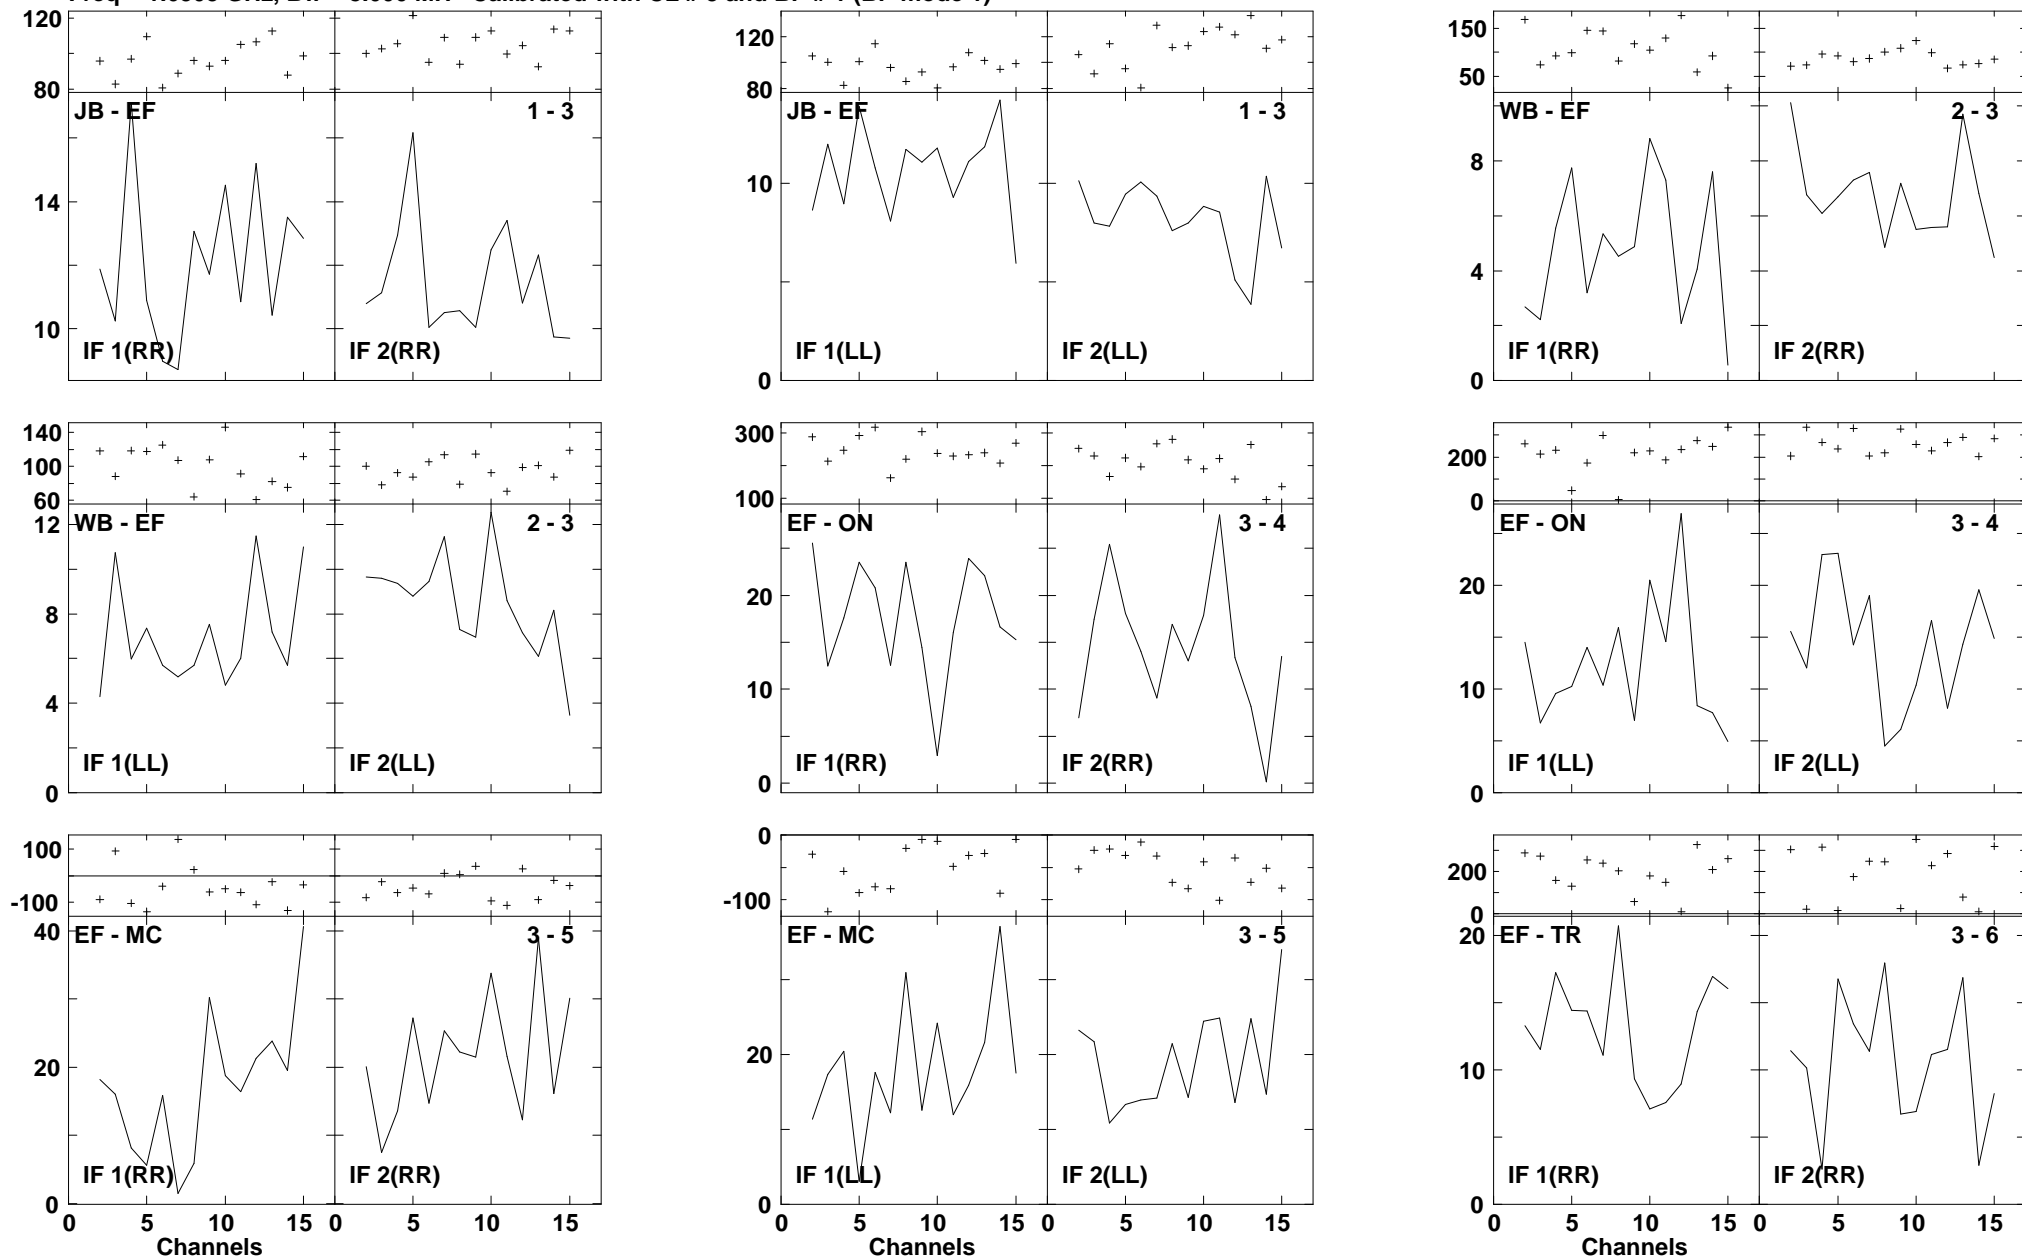 120
80
JB - EF 1 - 3
14
10
IF 1(RR) IF 2(RR)
120
80
JB - EF 1 - 3
10
0
IF 1(LL) IF 2(LL)
150
50
WB - EF 2 - 3
8
4
0
IF 1(RR) IF 2(RR)
140
100
60
WB - EF 2 - 3
12
8
4
0
IF 1(LL) IF 2(LL)
300
100
EF - ON 3 - 4
20
10
0
IF 1(RR) IF 2(RR)
200
0
EF - ON 3 - 4
20
10
0
IF 1(LL) IF 2(LL)
100
-100
EF - MC 3 - 5
40
20
0
IF 1(RR) IF 2(RR)
0 5 10 15 0 5 10 15
Channels
0
-100
EF - MC 3 - 5
20
0
IF 1(LL) IF 2(LL)
0 5 10 15 0 5 10 15
Channels
200
0
EF - TR 3 - 6
20
10
0
IF 1(RR) IF 2(RR)
0 5 10 15 0 5 10 15
Channels